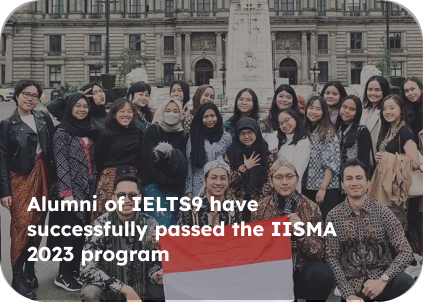 Alumni of IELTS9 have
successfully passed the IISMA
2023 program